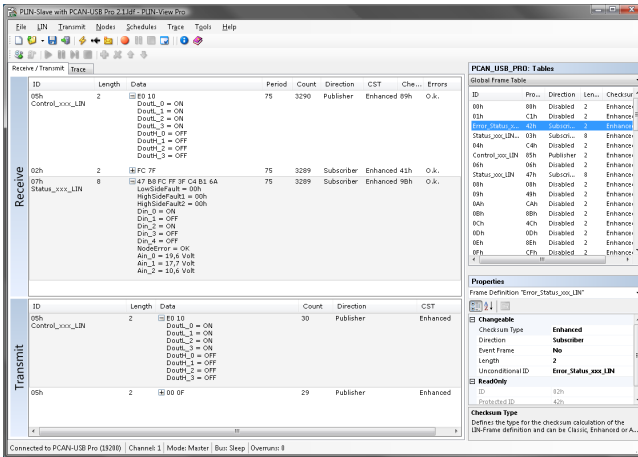 PLIN-Slave with PCAN-USB Pro 2.1.ldf - PLIN-View Pro
File LIN Transmit Nodes Schedules Trace Tools Help
Receive / Transmit Trace
ID Length Data Period Count Direction CST Che... Errors
05h 2 E0 10 75 3290 Publisher Enhanced 89h O.k.
Control_xxx_LIN DoutL_0 = ON
DoutL_1 = ON
DoutL_2 = ON
DoutL_3 = ON
DoutH_0 = OFF
DoutH_1 = OFF
DoutH_2 = OFF
DoutH_3 = OFF
02h 2 FC 7F 75 3289 Subscriber Enhanced 41h O.k.
07h 8 47 B8 FC FF 3F C4 B1 6A 75 3289 Subscriber Enhanced 9Bh O.k.
Status_xxx_LIN LowSideFault = 00h
HighSideFault1 = 00h
HighSideFault2 = 00h
Din_0 = ON
Din_1 = OFF
Din_2 = ON
Din_3 = OFF
Din_4 = OFF
NodeError = OK
Ain_0 = 19,6 Volt
Ain_1 = 17,7 Volt
Ain_2 = 10,6 Volt
Receive
ID Length Data Count Direction CST
05h 2 E0 10 30 Publisher Enhanced
Control_xxx_LIN DoutL_0 = ON
DoutL_1 = ON
DoutL_2 = ON
DoutL_3 = ON
DoutH_0 = OFF
DoutH_1 = OFF
DoutH_2 = OFF
DoutH_3 = OFF
05h 2 00 0F 29 Publisher Enhanced
Transmit
PCAN_USB_PRO: Tables
Global Frame Table
ID Pro... Direction Len... Checksum
00h 80h Disabled 2 Enhanced
01h C1h Disabled 2 Enhanced
Error_Status_x... 42h Subscri... 2 Enhanced
Status_xxx_LIN... 03h Subscri... 8 Enhanced
04h C4h Disabled 2 Enhanced
Control_xxx_LIN 85h Publisher 2 Enhanced
06h 06h Disabled 2 Enhanced
Status_xxx_LIN 47h Subscri... 8 Enhanced
08h 08h Disabled 2 Enhanced
09h 49h Disabled 2 Enhanced
0Ah CAh Disabled 2 Enhanced
0Bh 8Bh Disabled 2 Enhanced
0Ch 4Ch Disabled 2 Enhanced
0Dh 0Dh Disabled 2 Enhanced
0Eh 8Eh Disabled 2 Enhanced
0Fh CFh Disabled 2 Enhanced
Properties
Frame Definition "Error_Status_xxx_LIN"
Changeable
Checksum Type Enhanced
Direction Subscriber
Event Frame No
Length 2
Unconditional ID Error_Status_xxx_LIN
ReadOnly
ID 02h
Protected ID 42h
Checksum Type
Defines the type for the checksum calculation of the
LIN-Frame definition and can be Classic, Enhanced or A...
Connected to PCAN-USB Pro (19200) Channel: 1 Mode: Master Bus: Sleep Overruns: 0